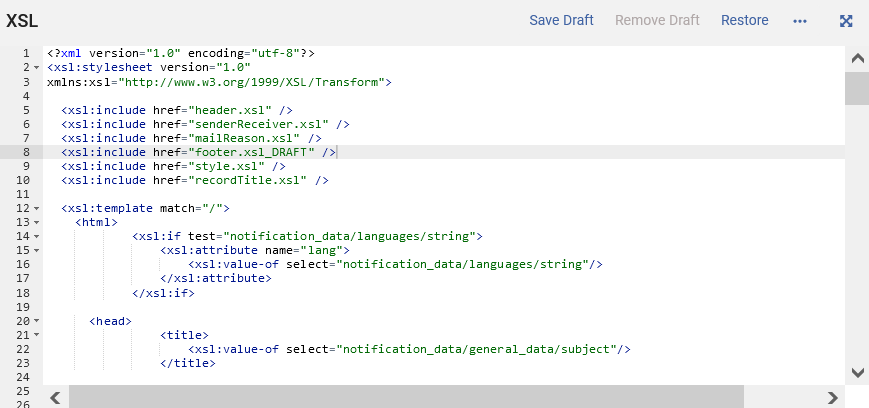 XSL Save Draft Remove Draft Restore ...
1 <?xml version="1.0" encoding="utf-8"?>
2 <xsl:stylesheet version="1.0"
3 xmlns:xsl="http://www.w3.org/1999/XSL/Transform">
4
5 <xsl:include href="header.xsl" />
6 <xsl:include href="senderReceiver.xsl" />
7 <xsl:include href="mailReason.xsl" />
8 <xsl:include href="footer.xsl_DRAFT" />
9 <xsl:include href="style.xsl" />
10 <xsl:include href="recordTitle.xsl" />
11
12 <xsl:template match="/">
13 <html>
14 <xsl:if test="notification_data/languages/string">
15 <xsl:attribute name="lang">
16 <xsl:value-of select="notification_data/languages/string"/>
17 </xsl:attribute>
18 </xsl:if>
19
20 <head>
21 <title>
22 <xsl:value-of select="notification_data/general_data/subject"/>
23 </title>
24
25
26